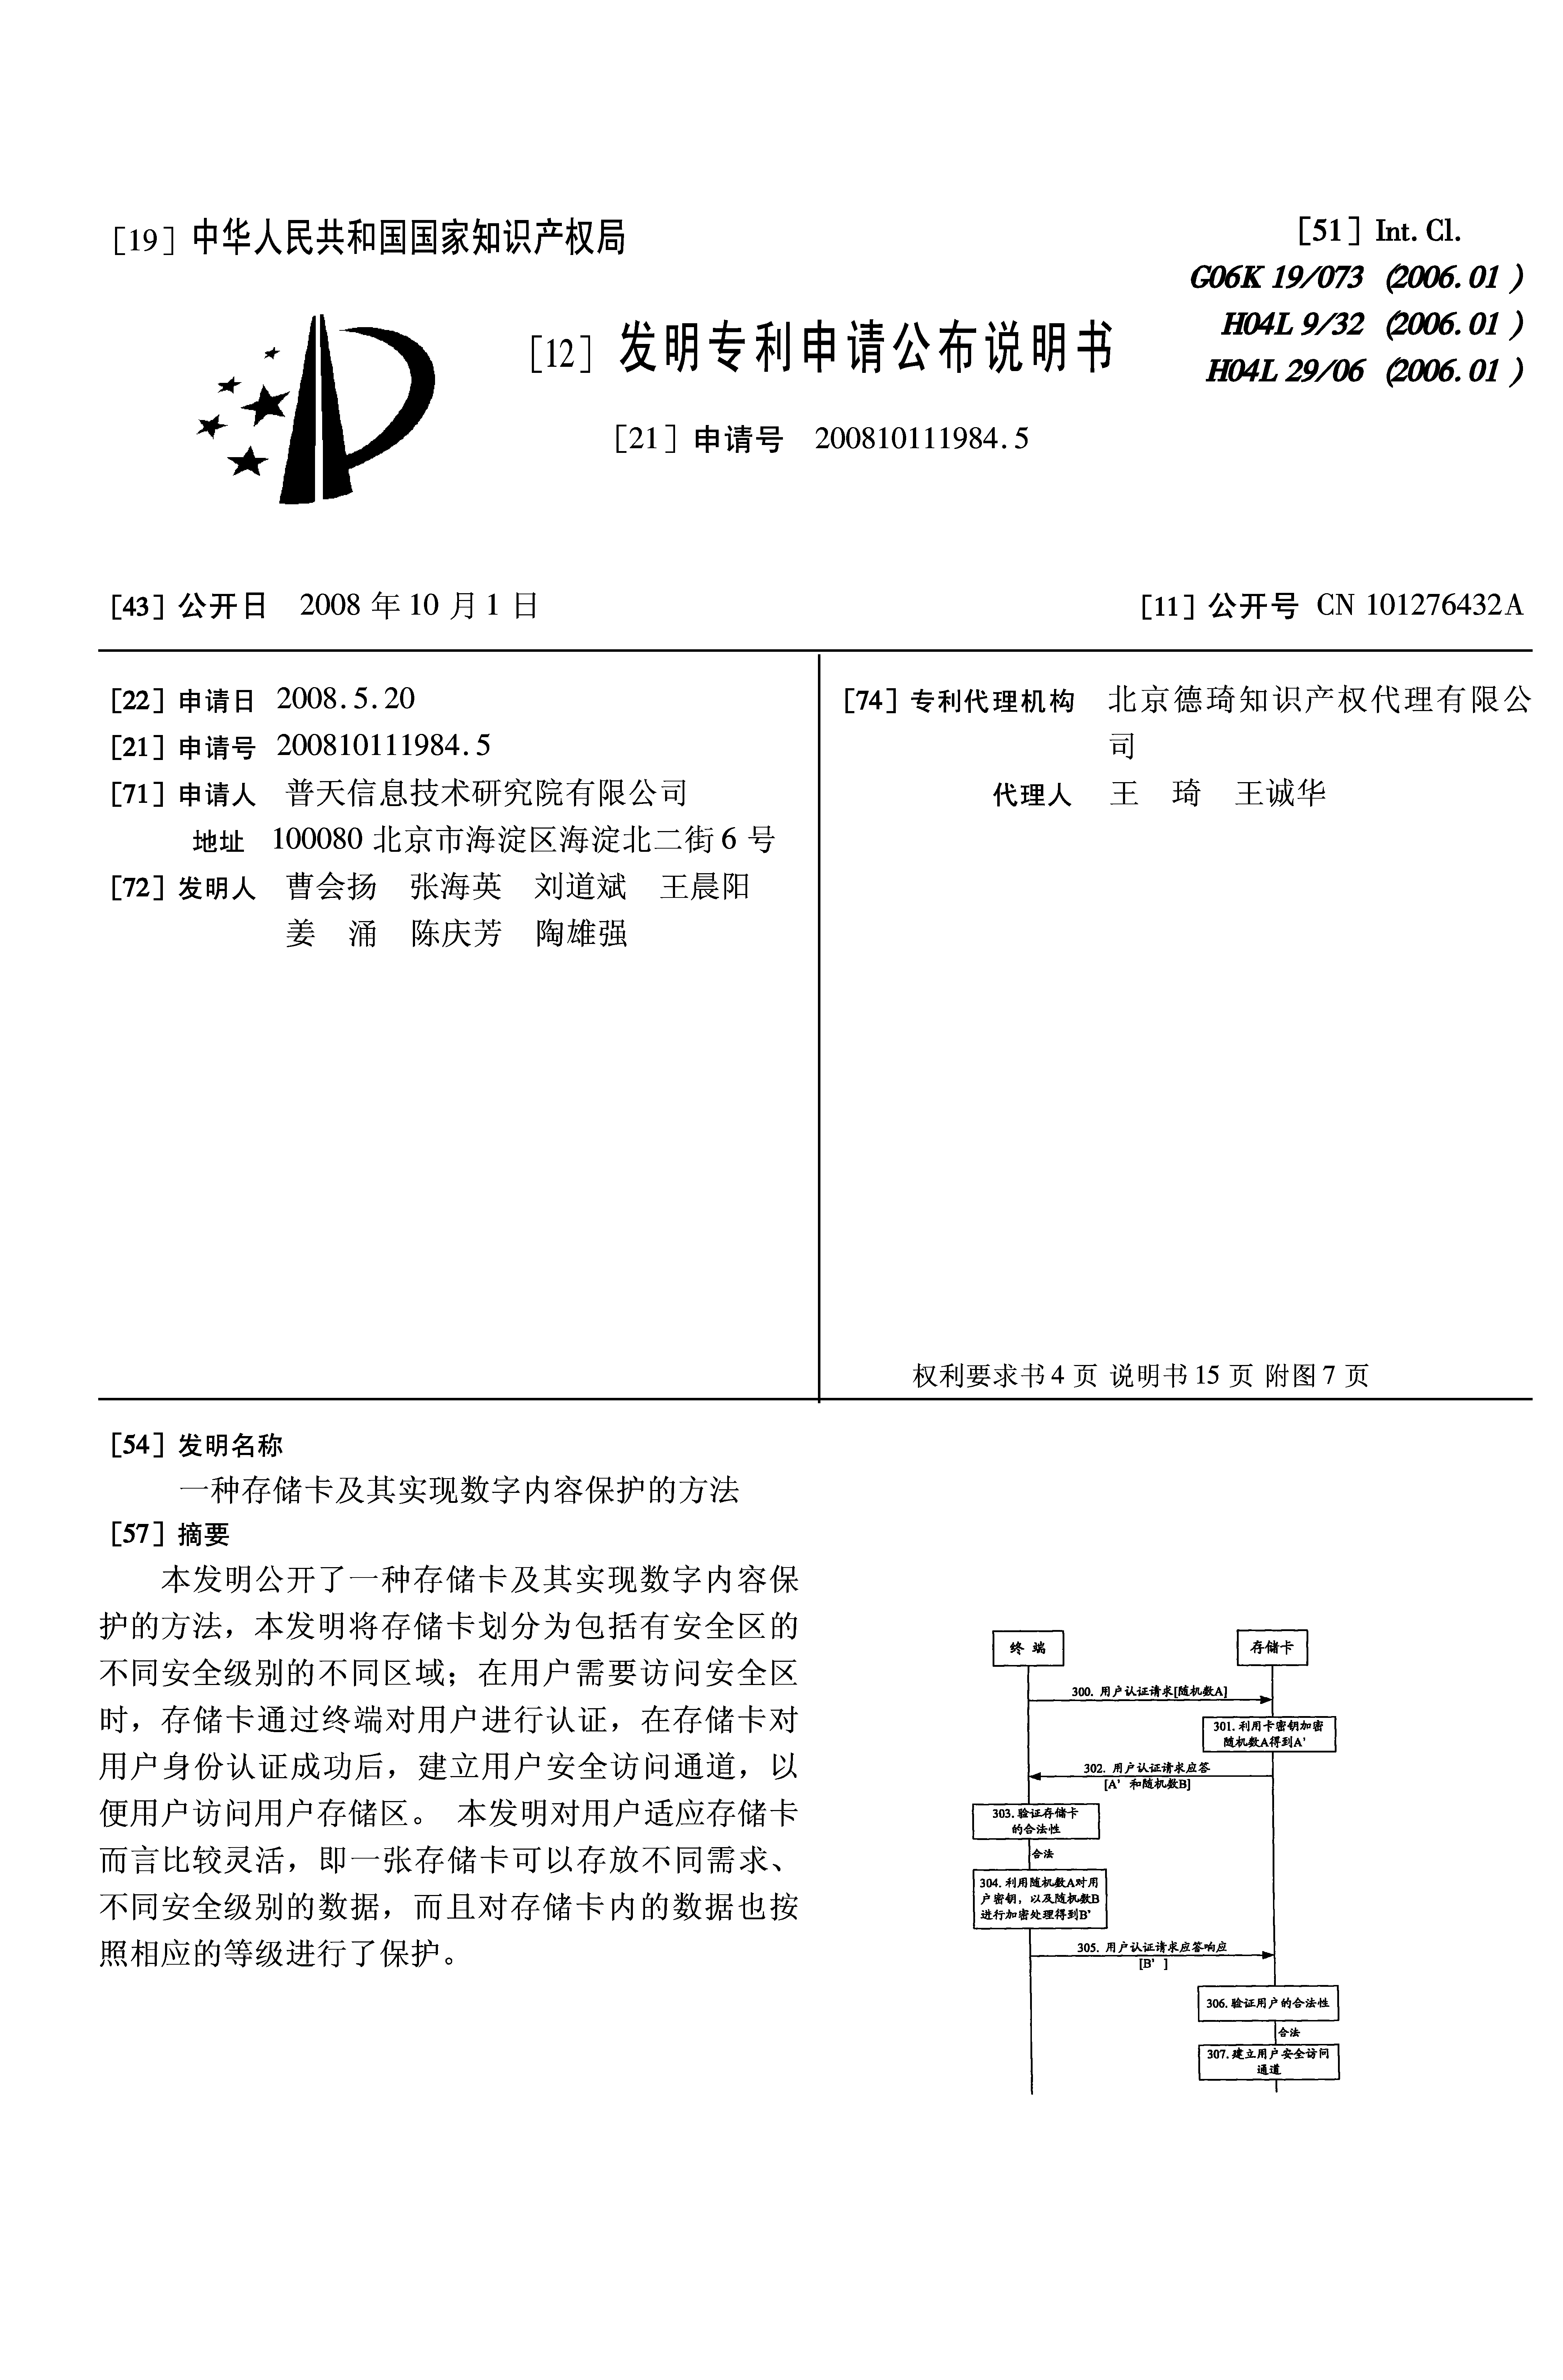 [19] 中华人民共和国国家知识产权局
[51] Int. Cl.
G06K 19/073 (2006.01)
H04L 9/32 (2006.01)
H04L 29/06 (2006.01)
[12] 发明专利申请公布说明书
[21] 申请号 200810111984.5
[43] 公开日 2008 年 10 月 1 日
[11] 公开号 CN 101276432A
[22] 申请日 2008.5.20
[21] 申请号 200810111984.5
[71] 申请人 普天信息技术研究院有限公司
地址 100080 北京市海淀区海淀北二街 6 号
[72] 发明人 曹会扬 张海英 刘道斌 王晨阳
姜 涌 陈庆芳 陶雄强
[74] 专利代理机构 北京德琦知识产权代理有限公
司
代理人 王 琦 王诚华
权利要求书 4 页 说明书 15 页 附图 7 页
[54] 发明名称
一种存储卡及其实现数字内容保护的方法
[57] 摘要
本发明公开了一种存储卡及其实现数字内容保
护的方法，本发明将存储卡划分为包括有安全区的
不同安全级别的不同区域；在用户需要访问安全区
时，存储卡通过终端对用户进行认证，在存储卡对
用户身份认证成功后，建立用户安全访问通道，以
便用户访问用户存储区。 本发明对用户适应存储卡
而言比较灵活，即一张存储卡可以存放不同需求、
不同安全级别的数据，而且对存储卡内的数据也按
照相应的等级进行了保护。
终 端
存储卡
300. 用户认证请求[随机数A]
301.利用卡密钥加密
随机数A得到A'
302. 用户认证请求应答
[A' 和随机数B]
303.验证存储卡
的合法性
合法
304.利用随机数A对用
户密钥，以及随机数B
进行加密处理得到B'
305. 用户认证请求应答响应
[B' ]
306.验证用户的合法性
合法
307.建立用户安全访问
通道